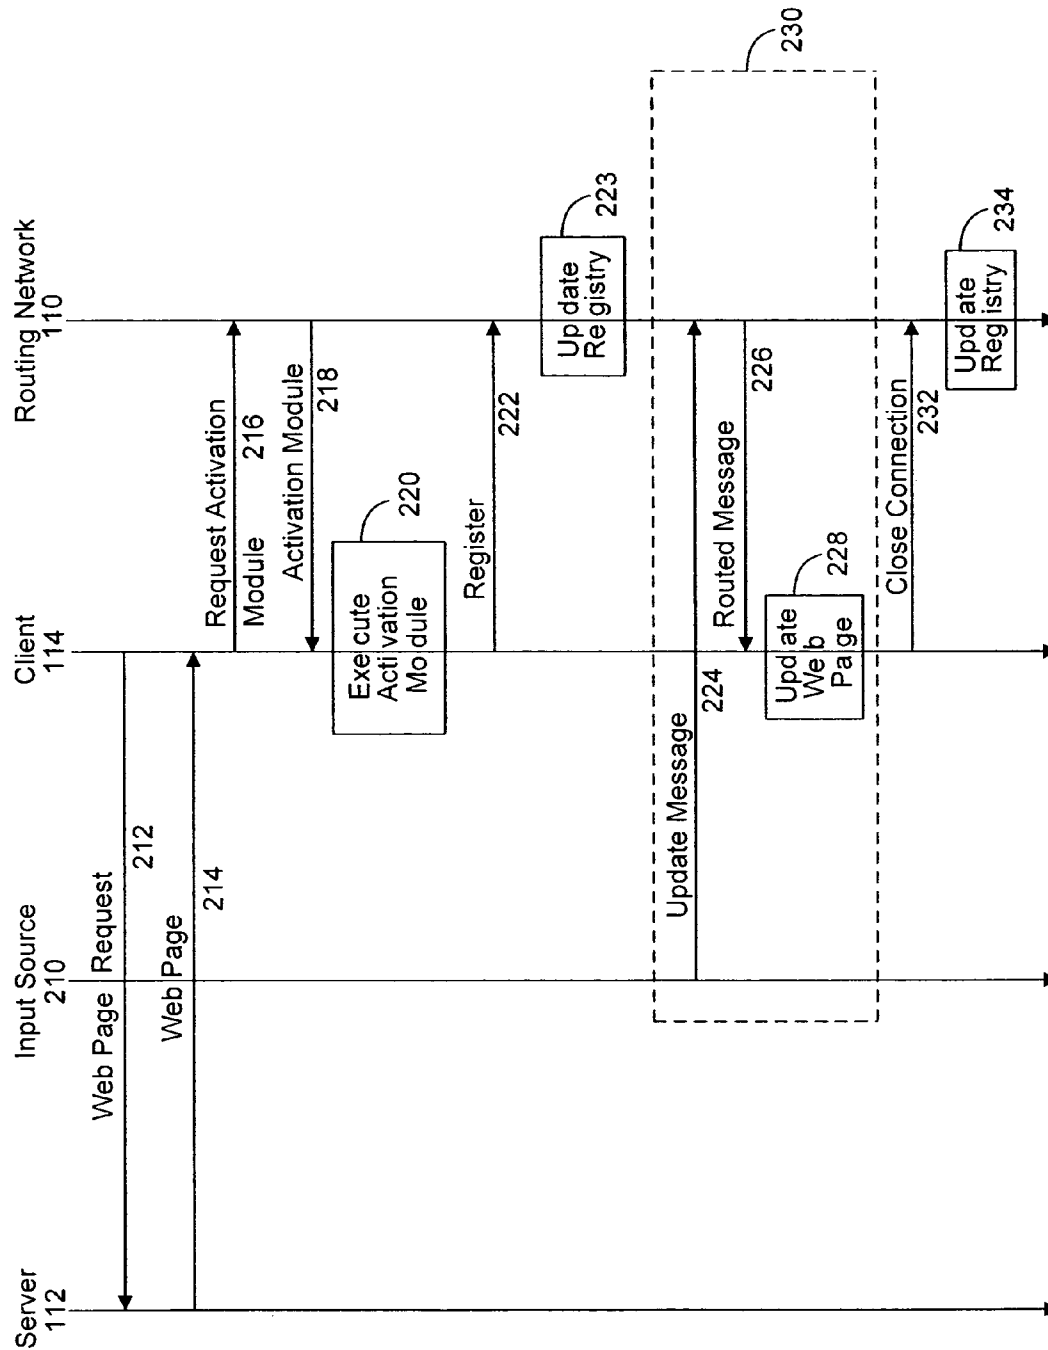 Server
112
Input Source
210
Client
114
Routing Network
110
Web Page Request
212
Web Page
214
Request Activation
Module 216
Activation Module
218
Execute
Activation
Module
220
Register
222
Update
Registry
223
230
Update Message
224
Routed Message
226
Update
Web
Page
228
Close Connection
232
Update
Registry
234